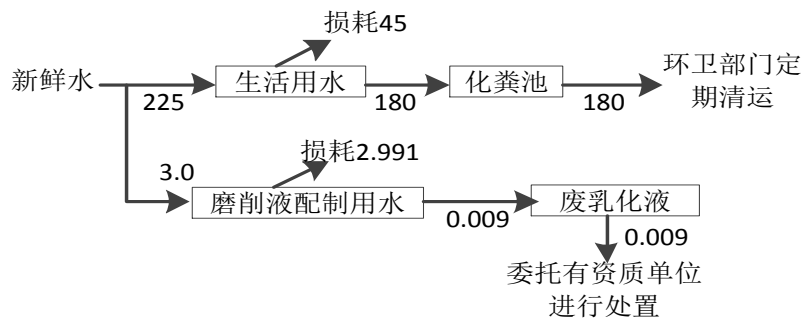 损耗45
新鲜水
生活用水
化粪池
环卫部门定
期清运
225
180
180
损耗2.991
3.0
磨削液配制用水
废乳化液
0.009
0.009
委托有资质单位
进行处置